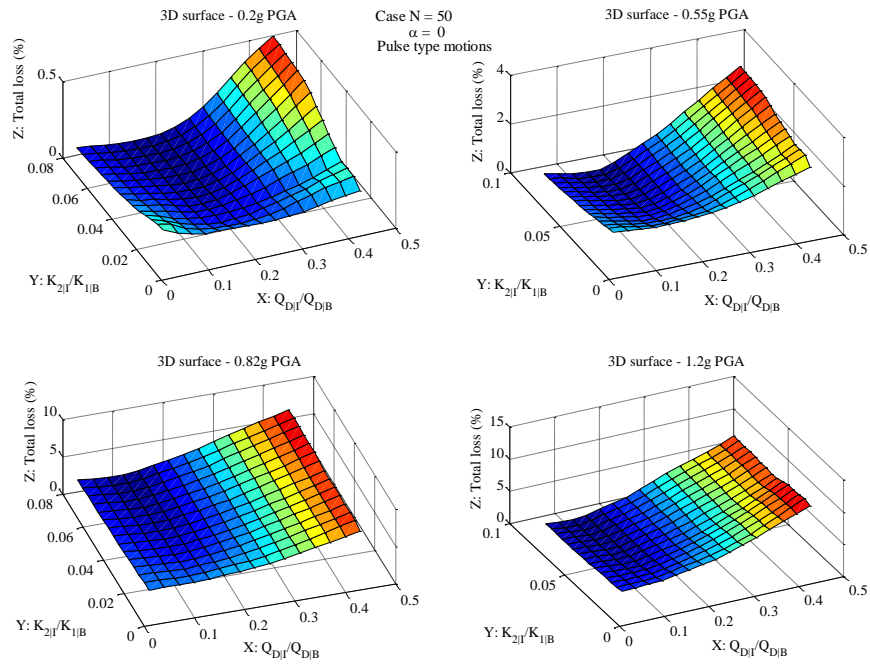 3D surface - 0.2g PGA
Case N = 50
α = 0
Pulse type motions
3D surface - 0.55g PGA
Z: Total loss (%)
0.5
0
0.08
0.06
0.04
0.02
0
Y: K2|I/K1|B
0
0.1
0.2
0.3
0.4
0.5
X: QD|I/QD|B
Z: Total loss (%)
4
2
0
0.1
0.05
0
Y: K2|I/K1|B
0
0.1
0.2
0.3
0.4
0.5
X: QD|I/QD|B
3D surface - 0.82g PGA
Z: Total loss (%)
10
5
0
0.08
0.06
0.04
0.02
0
Y: K2|I/K1|B
0
0.1
0.2
0.3
0.4
0.5
X: QD|I/QD|B
3D surface - 1.2g PGA
Z: Total loss (%)
15
10
5
0
0.1
0.05
0
Y: K2|I/K1|B
0
0.1
0.2
0.3
0.4
0.5
X: QD|I/QD|B